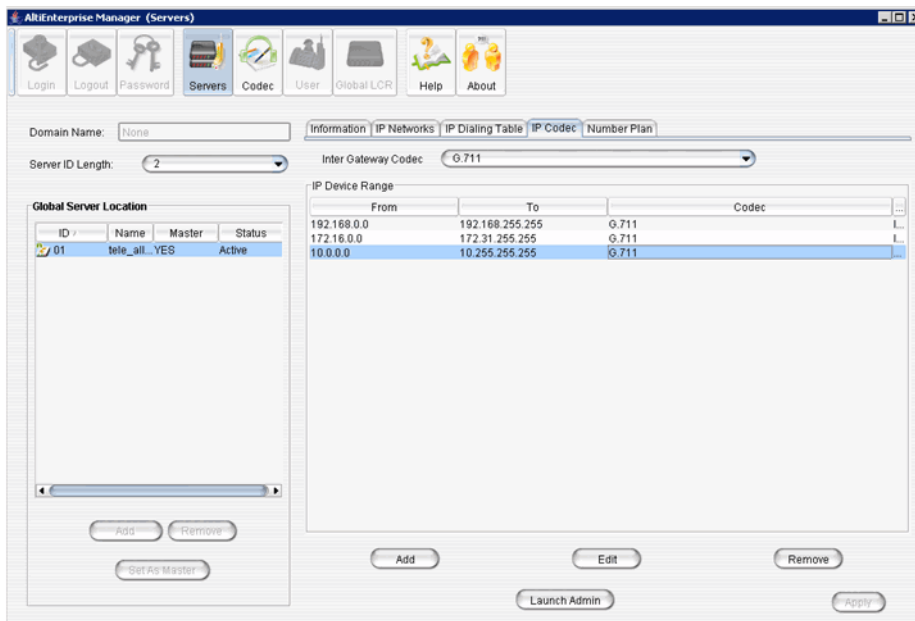 AltiEnterprise Manager (Servers)
Login Logout Password Servers Codec User Global LCR Help About
Domain Name: None
Server ID Length: 2
Global Server Location
ID Name Master Status
01 tele_all... YES Active
Add Remove
Set As Master
Information IP Networks IP Dialing Table IP Codec Number Plan
Inter Gateway Codec G.711
IP Device Range
From To Codec ...
192.168.0.0 192.168.255.255 G.711 I...
172.16.0.0 172.31.255.255 G.711 I...
10.0.0.0 10.255.255.255 G.711 ...
Add Edit Remove
Launch Admin Apply